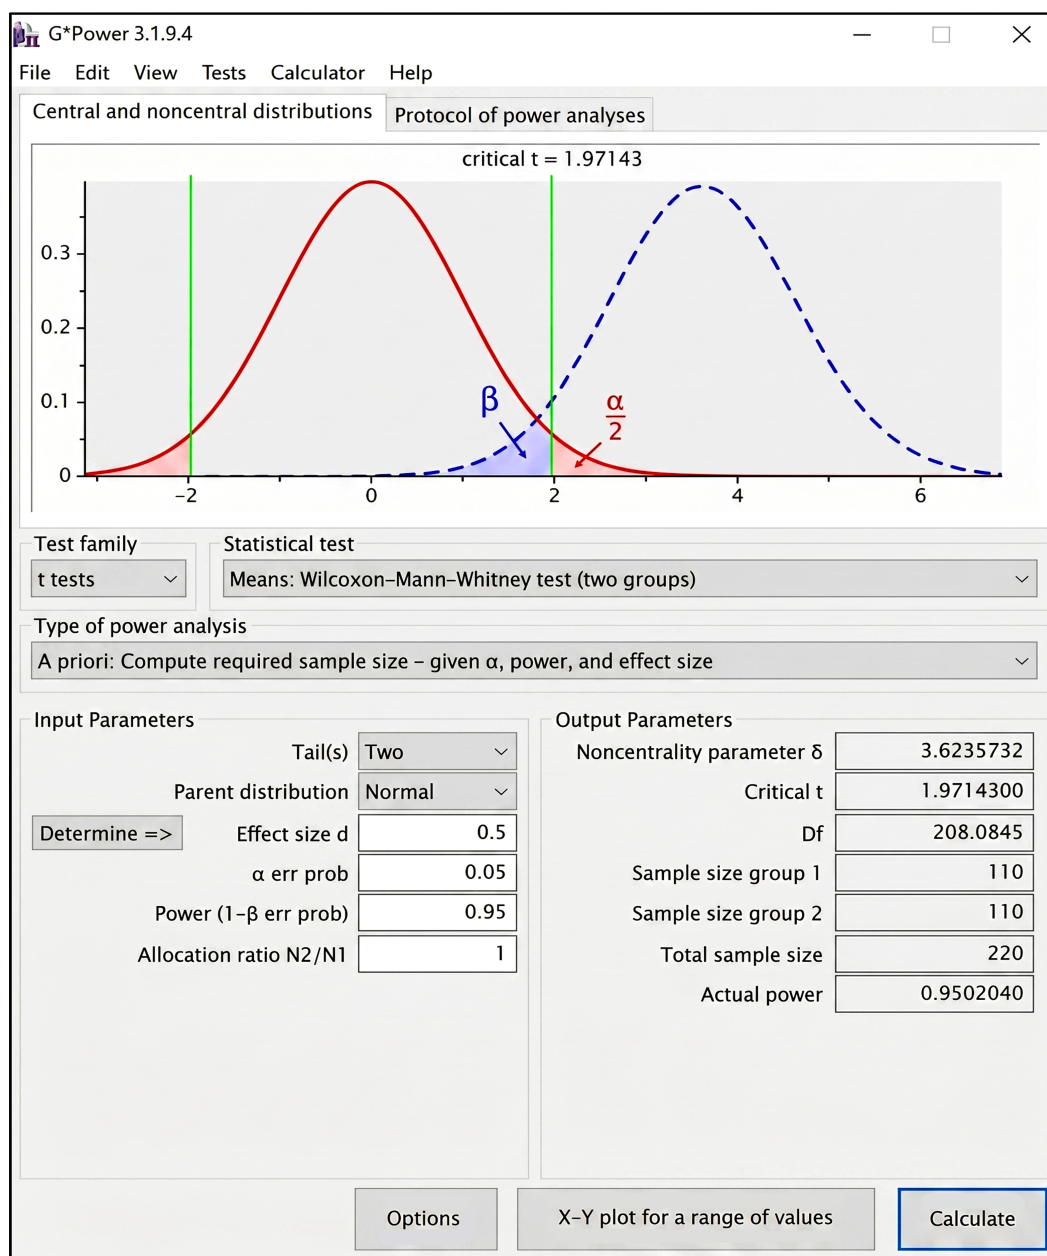 G*Power 3.1.9.4
File Edit View Tests Calculator Help
Central and noncentral distributions Protocol of power analyses
critical t = 1.97143
0.3
0.2
0.1
0
β
α
2
−2 0 2 4 6
Test family
t tests
Statistical test
Means: Wilcoxon–Mann–Whitney test (two groups)
Type of power analysis
A priori: Compute required sample size – given α, power, and effect size
Input Parameters
Tail(s) Two
Parent distribution Normal
Determine => Effect size d 0.5
α err prob 0.05
Power (1–β err prob) 0.95
Allocation ratio N2/N1 1
Output Parameters
Noncentrality parameter δ 3.6235732
Critical t 1.9714300
Df 208.0845
Sample size group 1 110
Sample size group 2 110
Total sample size 220
Actual power 0.9502040
Options X–Y plot for a range of values Calculate